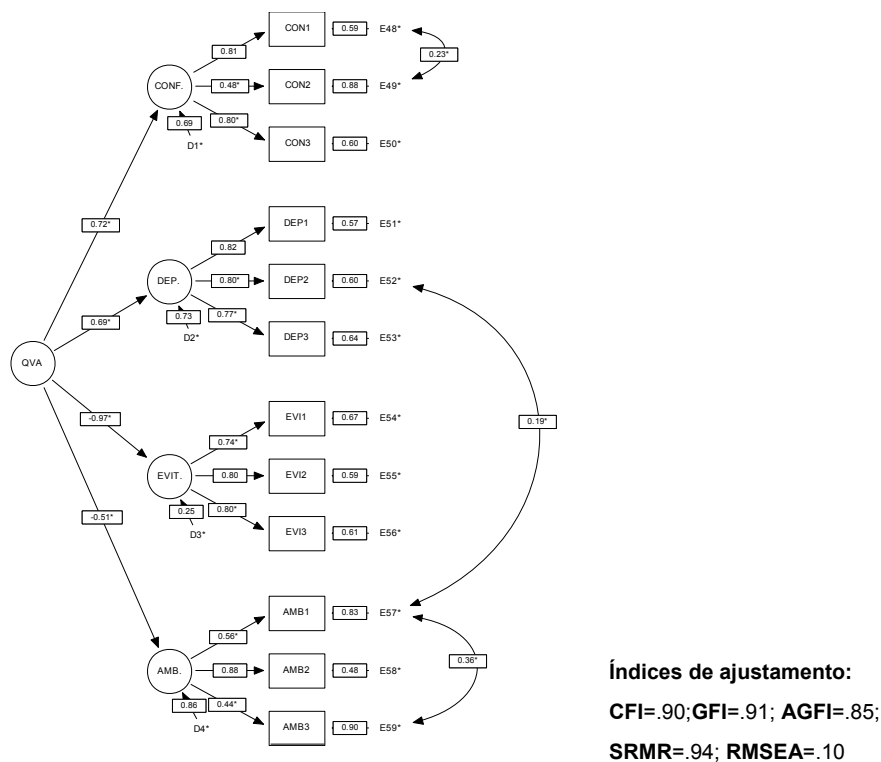 CON1 0.59 E48*
0.81
0.23*
CONF. 0.48* CON2 0.88 E49*
0.69 0.80*
D1* CON3 0.60 E50*
0.72*
DEP1 0.57 E51*
0.82
DEP. 0.80* DEP2 0.60 E52*
0.73 0.77*
D2* DEP3 0.64 E53*
0.69*
QVA
-0.97*
EVI1 0.67 E54*
0.74*
0.19*
EVIT. 0.80 EVI2 0.59 E55*
0.25 0.80*
D3* EVI3 0.61 E56*
-0.51*
AMB1 0.83 E57*
0.56*
0.36*
AMB. 0.88 AMB2 0.48 E58*
0.86 0.44*
D4* AMB3 0.90 E59*
Índices de ajustamento:
CFI=.90;GFI=.91; AGFI=.85;
SRMR=.94; RMSEA=.10